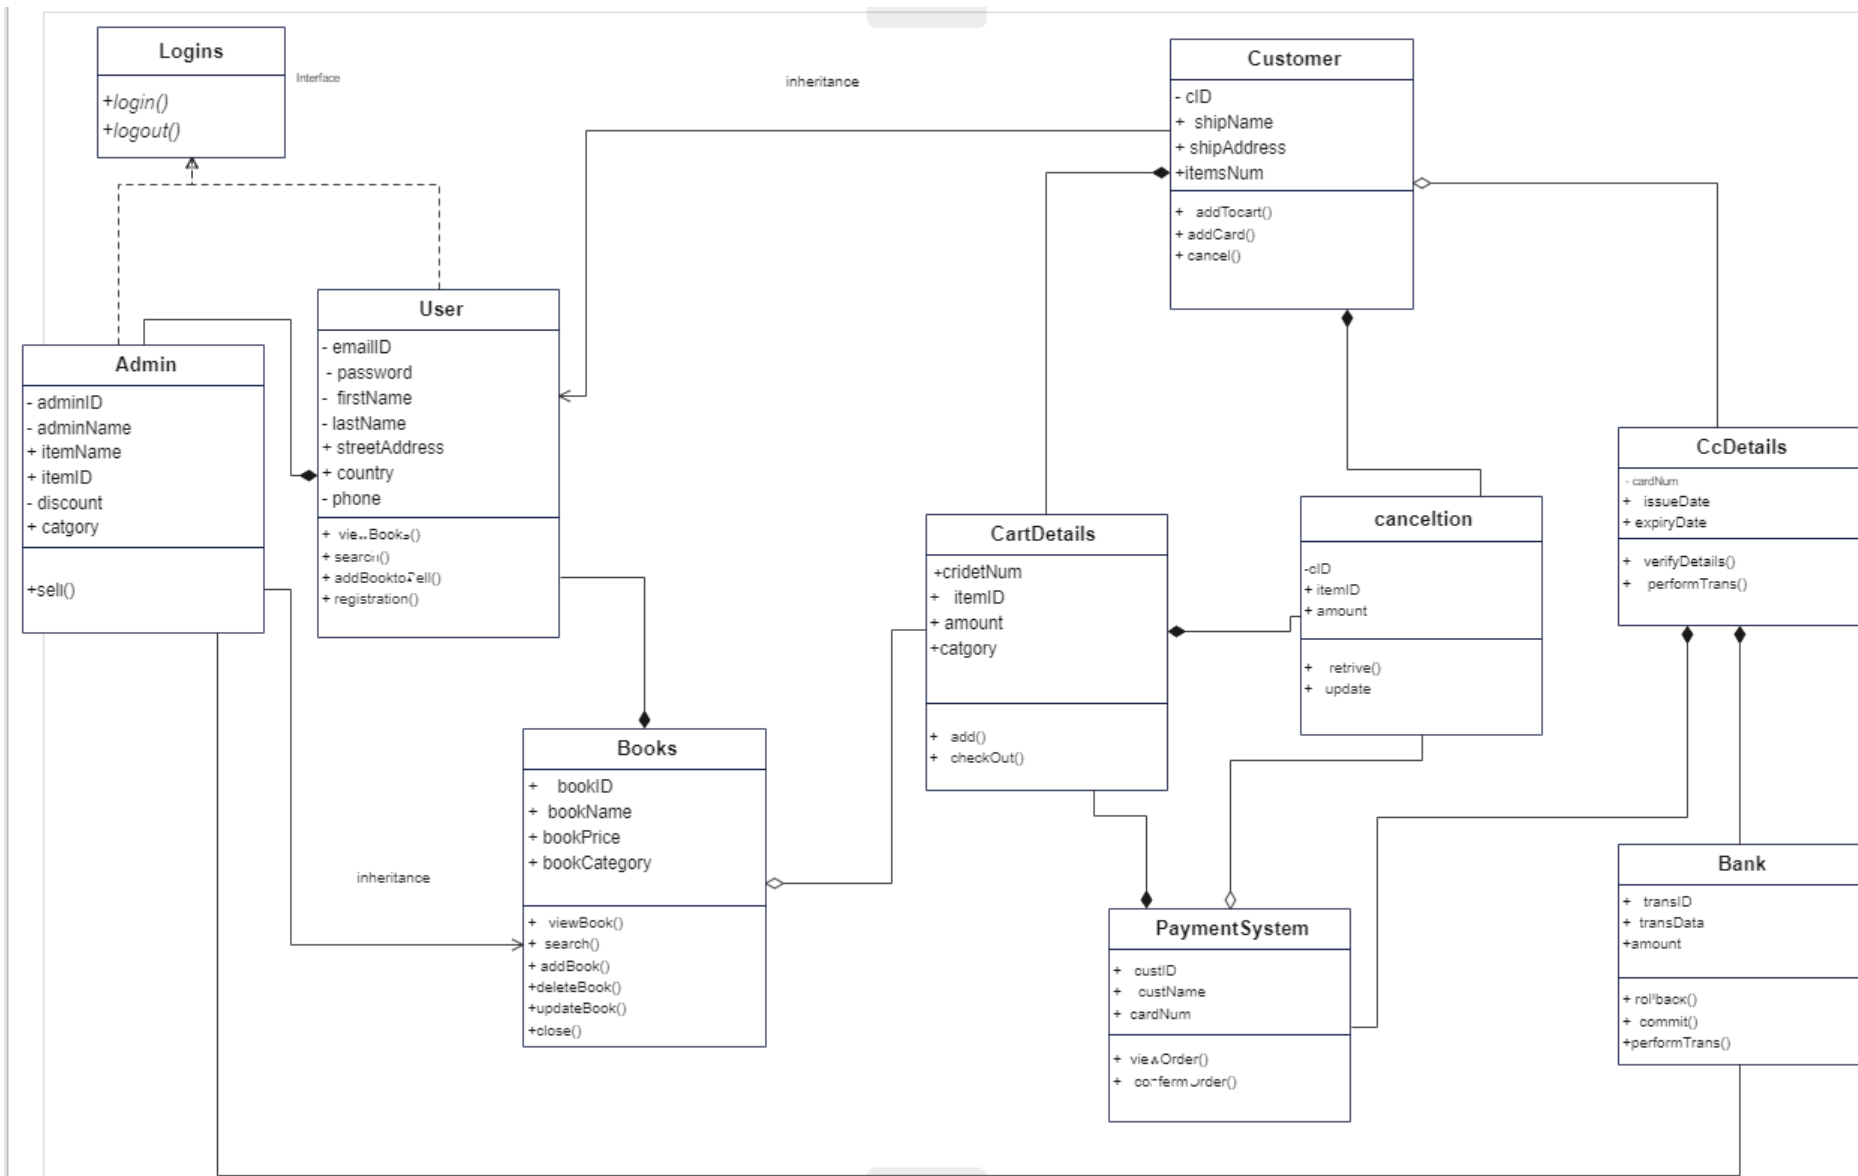 Logins
Interface
+login()
+logout()
inheritance
Customer
- cID
+ shipName
+ shipAddress
+itemsNum
+ addTocart()
+ addCard()
+ cancel()
User
- emailID
- password
- firstName
- lastName
+ streetAddress
+ country
- phone
+ search()
+ registration()
Admin
- adminID
- adminName
+ itemName
+ itemID
- discount
+ catgory
+sell()
CcDetails
- cardNum
+ issueDate
+ expiryDate
+ verifyDetails()
+ performTrans()
CartDetails
+cridetNum
+ itemID
+ amount
+catgory
+ add()
+ checkOut()
canceltion
-cID
+ itemID
+ amount
+ retrive()
+ update
Books
+ bookID
+ bookName
+ bookPrice
+ bookCategory
+ viewBook()
+ search()
+ addBook()
+deleteBook()
+updateBook()
+close()
inheritance
PaymentSystem
+ custID
+ custName
+ cardNum
+ viewOrder()
Bank
+ transID
+ transData
+amount
+ rollback()
+ commit()
+performTrans()